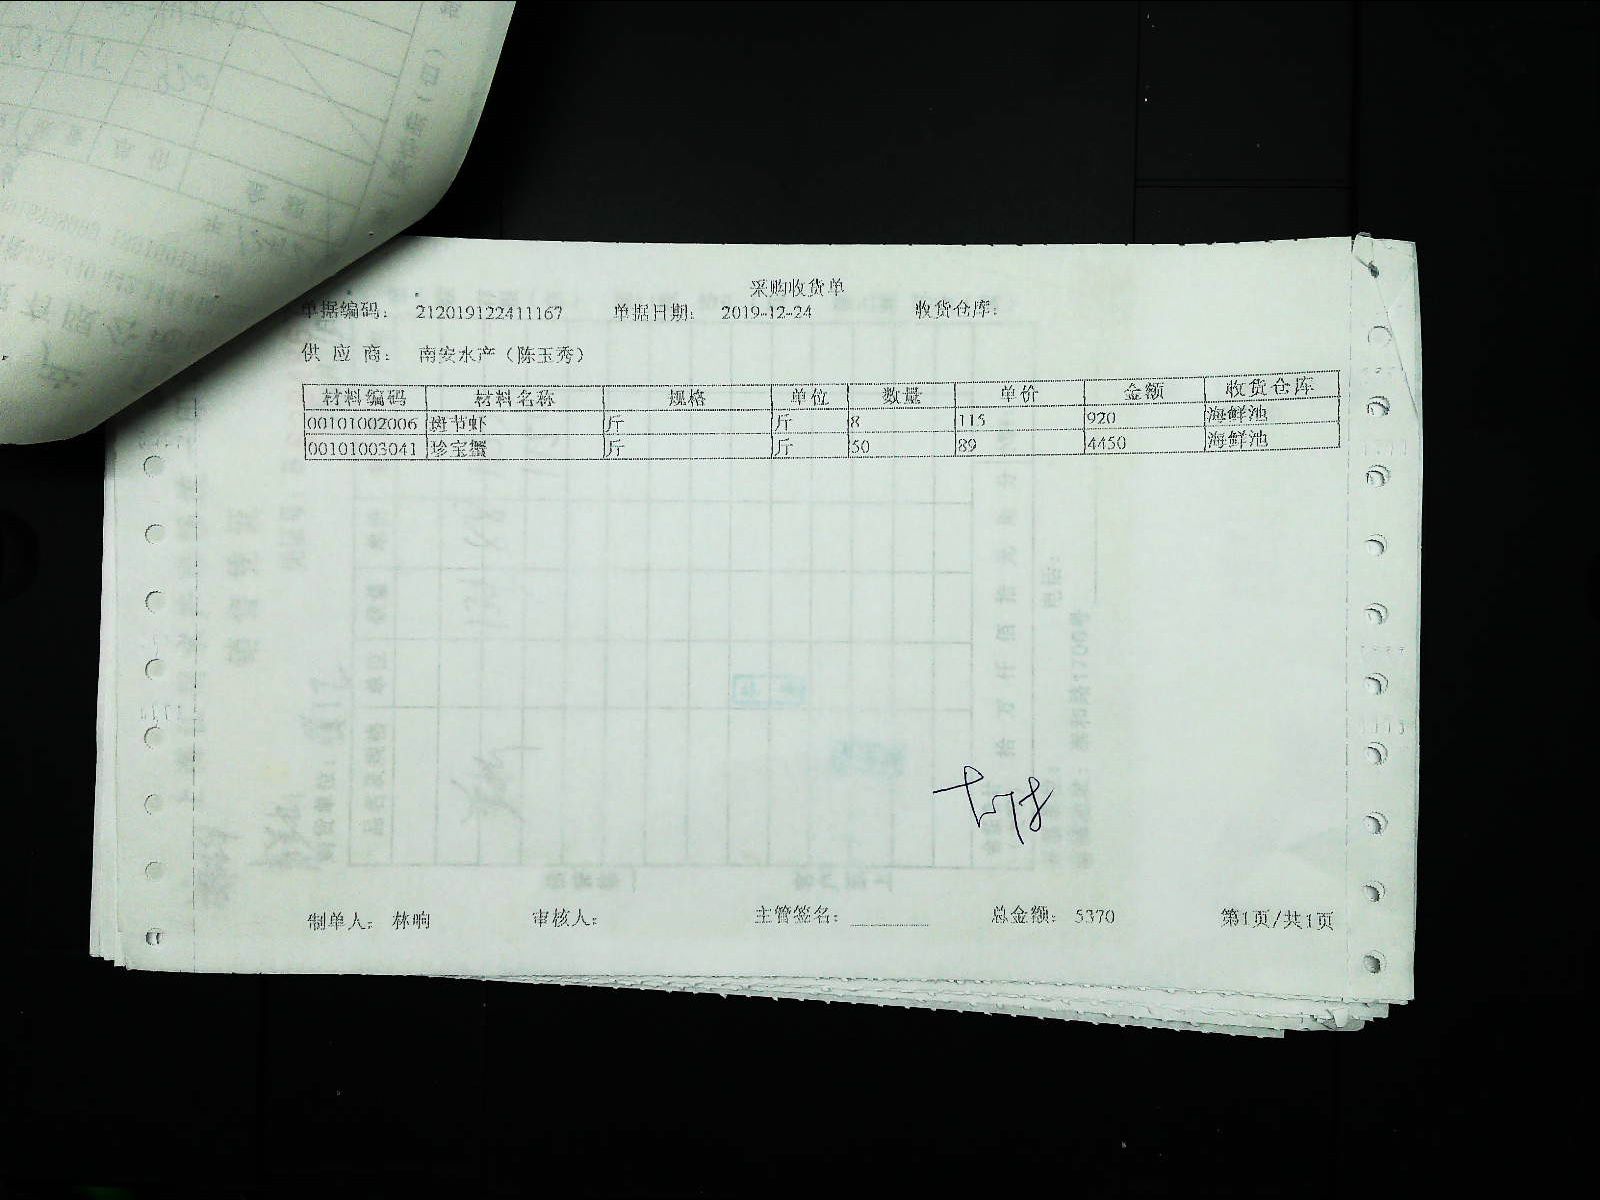 采购收货单
单据编码： 212019122411167 单据日期： 2019-12-24 收货仓库：
供 应 商： 南安水产（陈玉秀）
材料编码 材料名称 规格 单位 数量 单价 金额 收货仓库
00101002006 斑节虾 斤 斤 8 115 920 海鲜池
00101003041 珍宝蟹 斤 斤 50 89 4450 海鲜池
制单人： 林晌 审核人： 主管签名： 总金额： 5370 第1页/共1页